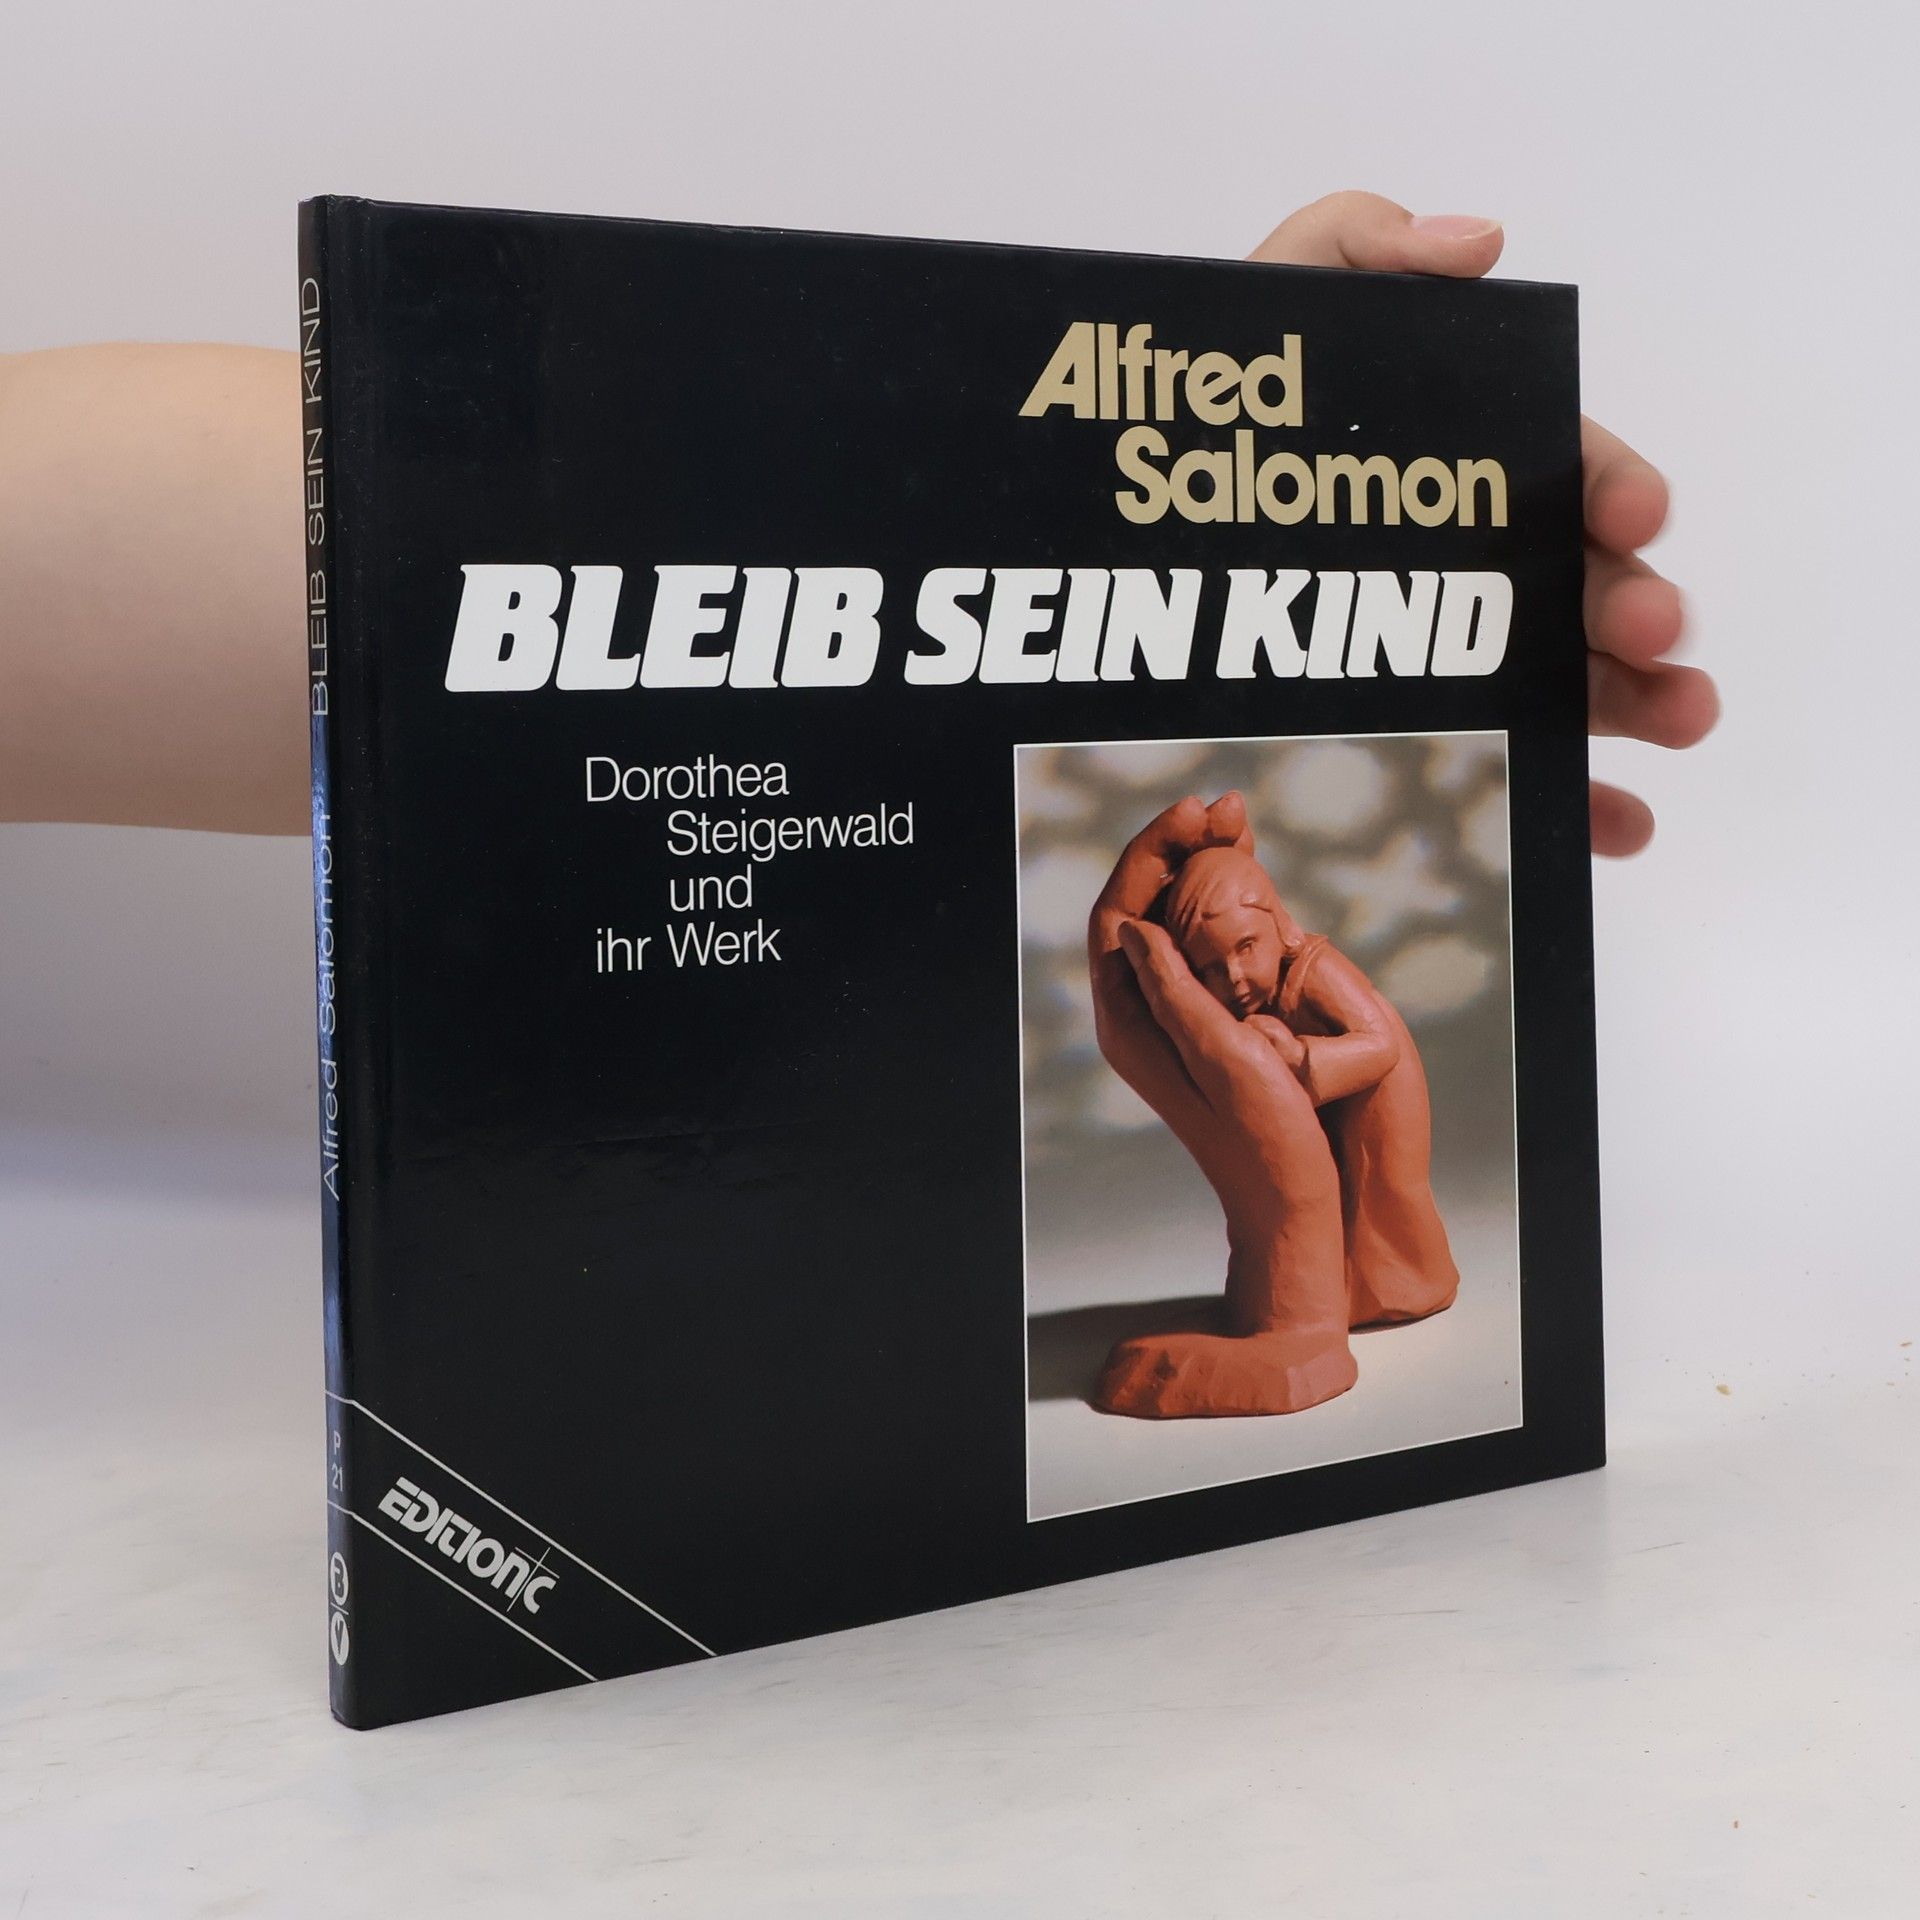 Alfred
Salomon
BLEIB SEIN KIND
Dorothea
Steigerwald
und
ihr Werk
EDITION C
Alfred Salomon BLEIB SEIN KIND
P
21
B
V